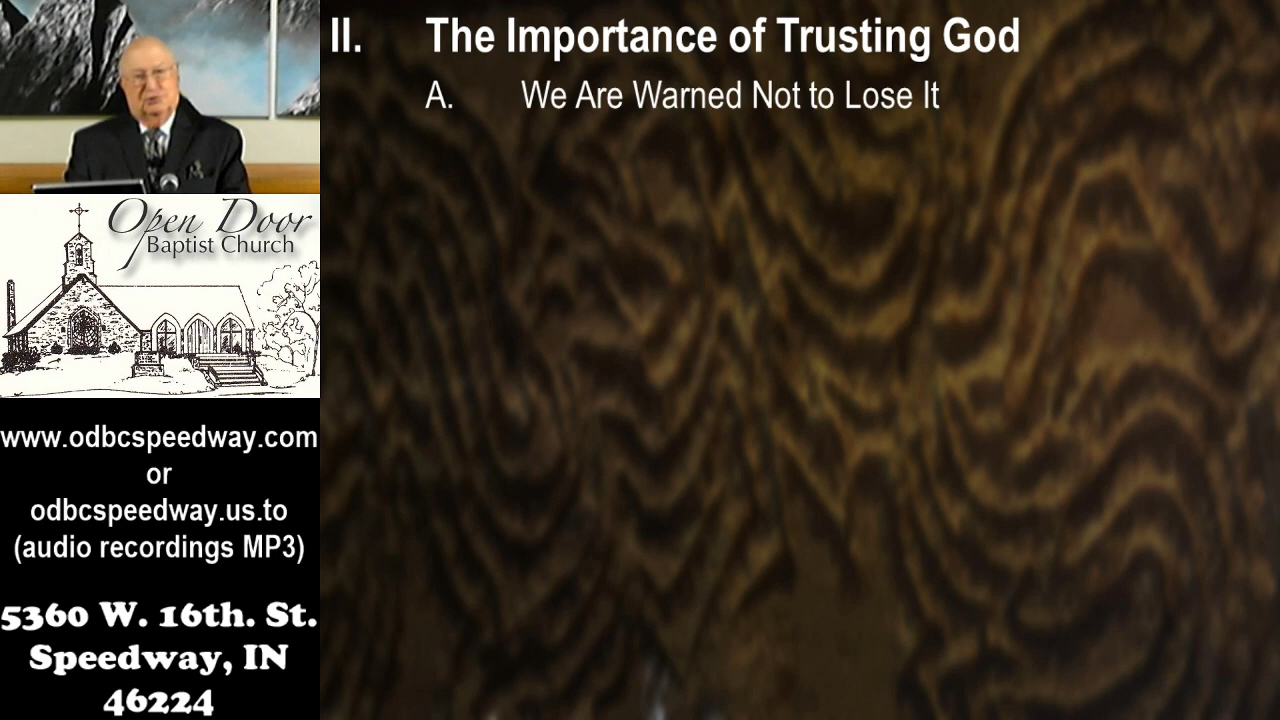 II. The Importance of Trusting God
A. We Are Warned Not to Lose It
Open Door
Baptist Church
www.odbcspeedway.com
or
odbcspeedway.us.to
(audio recordings MP3)
5360 W. 16th. St.
Speedway, IN
46224